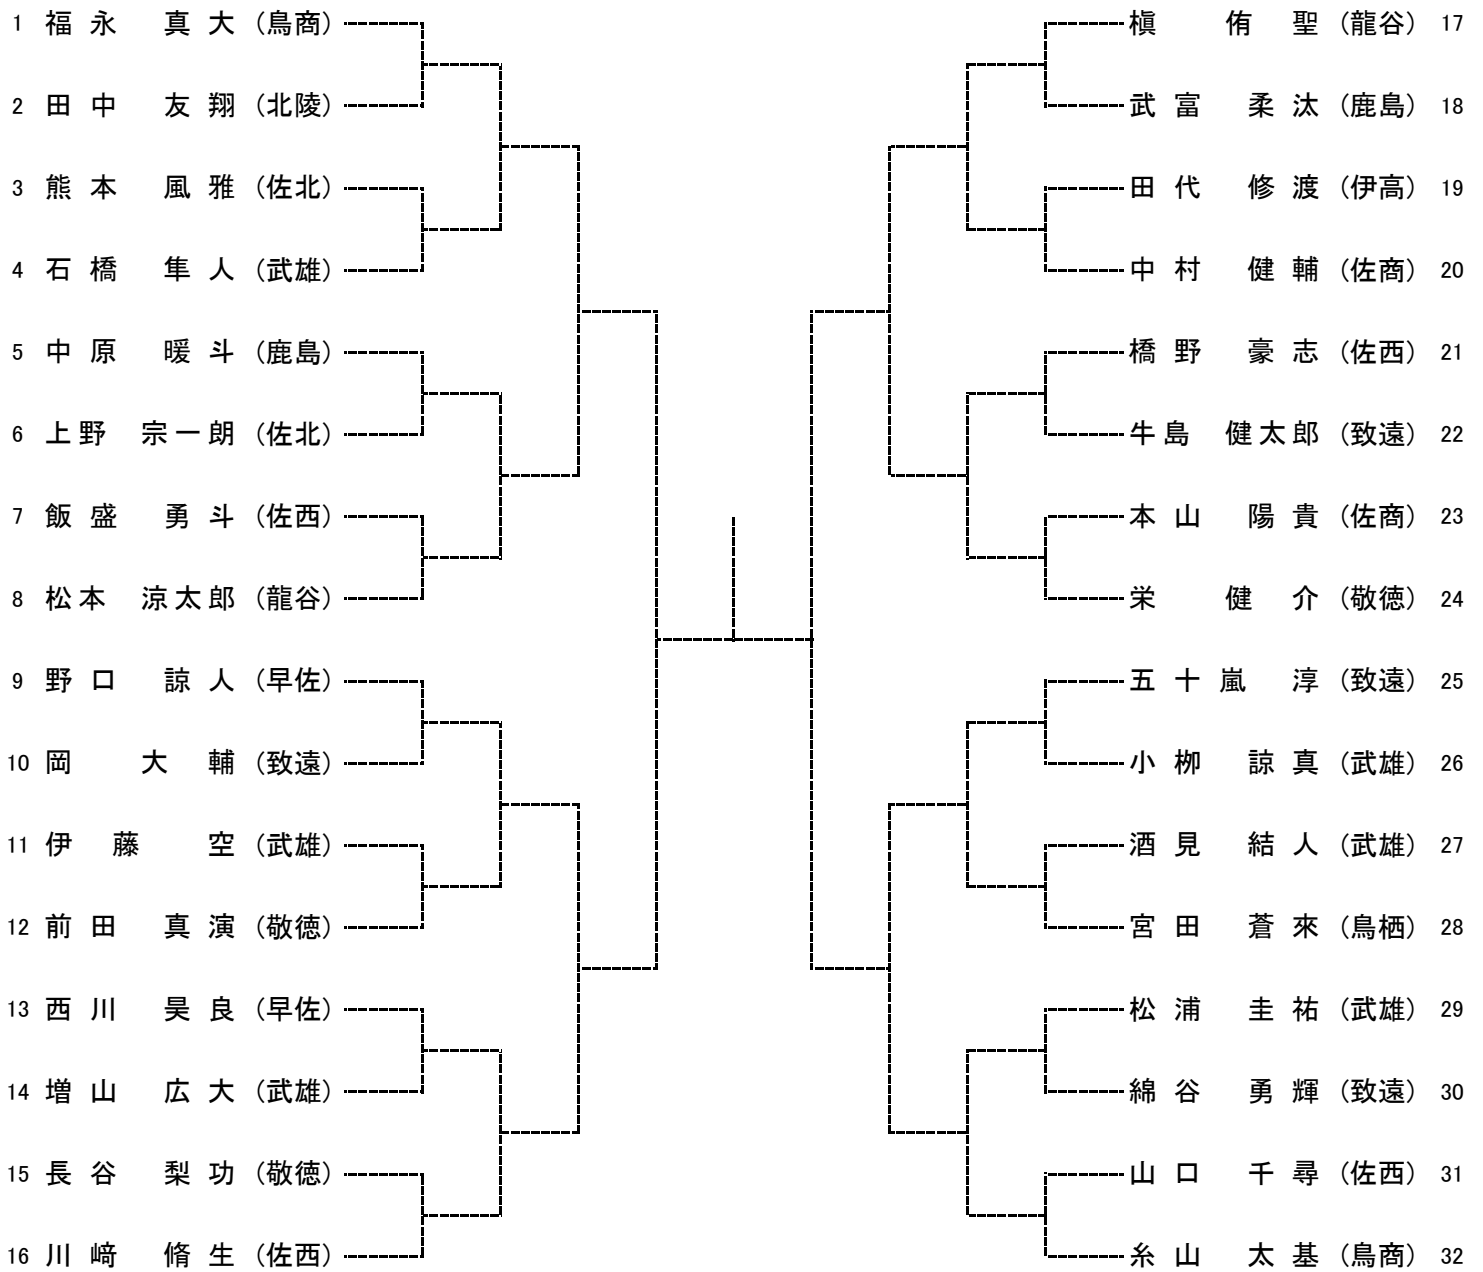 1 福永 真大 (鳥商)
2 田中 友翔 (北陵)
3 熊本 風雅 (佐北)
4 石橋 隼人 (武雄)
5 中原 暖斗 (鹿島)
6 上野 宗一朗 (佐北)
7 飯盛 勇斗 (佐西)
8 松本 涼太郎 (龍谷)
9 野口 諒人 (早佐)
10 岡 大輔 (致遠)
11 伊藤 空 (武雄)
12 前田 真演 (敬徳)
13 西川 昊良 (早佐)
14 増山 広大 (武雄)
15 長谷 梨功 (敬徳)
16 川﨑 脩生 (佐西)
槇 侑聖 (龍谷) 17
武富 柔汰 (鹿島) 18
田代 修渡 (伊高) 19
中村 健輔 (佐商) 20
橋野 豪志 (佐西) 21
牛島 健太郎 (致遠) 22
本山 陽貴 (佐商) 23
栄 健介 (敬徳) 24
五十嵐 淳 (致遠) 25
小栁 諒真 (武雄) 26
酒見 結人 (武雄) 27
宮田 蒼來 (鳥栖) 28
松浦 圭祐 (武雄) 29
綿谷 勇輝 (致遠) 30
山口 千尋 (佐西) 31
糸山 太基 (鳥商) 32